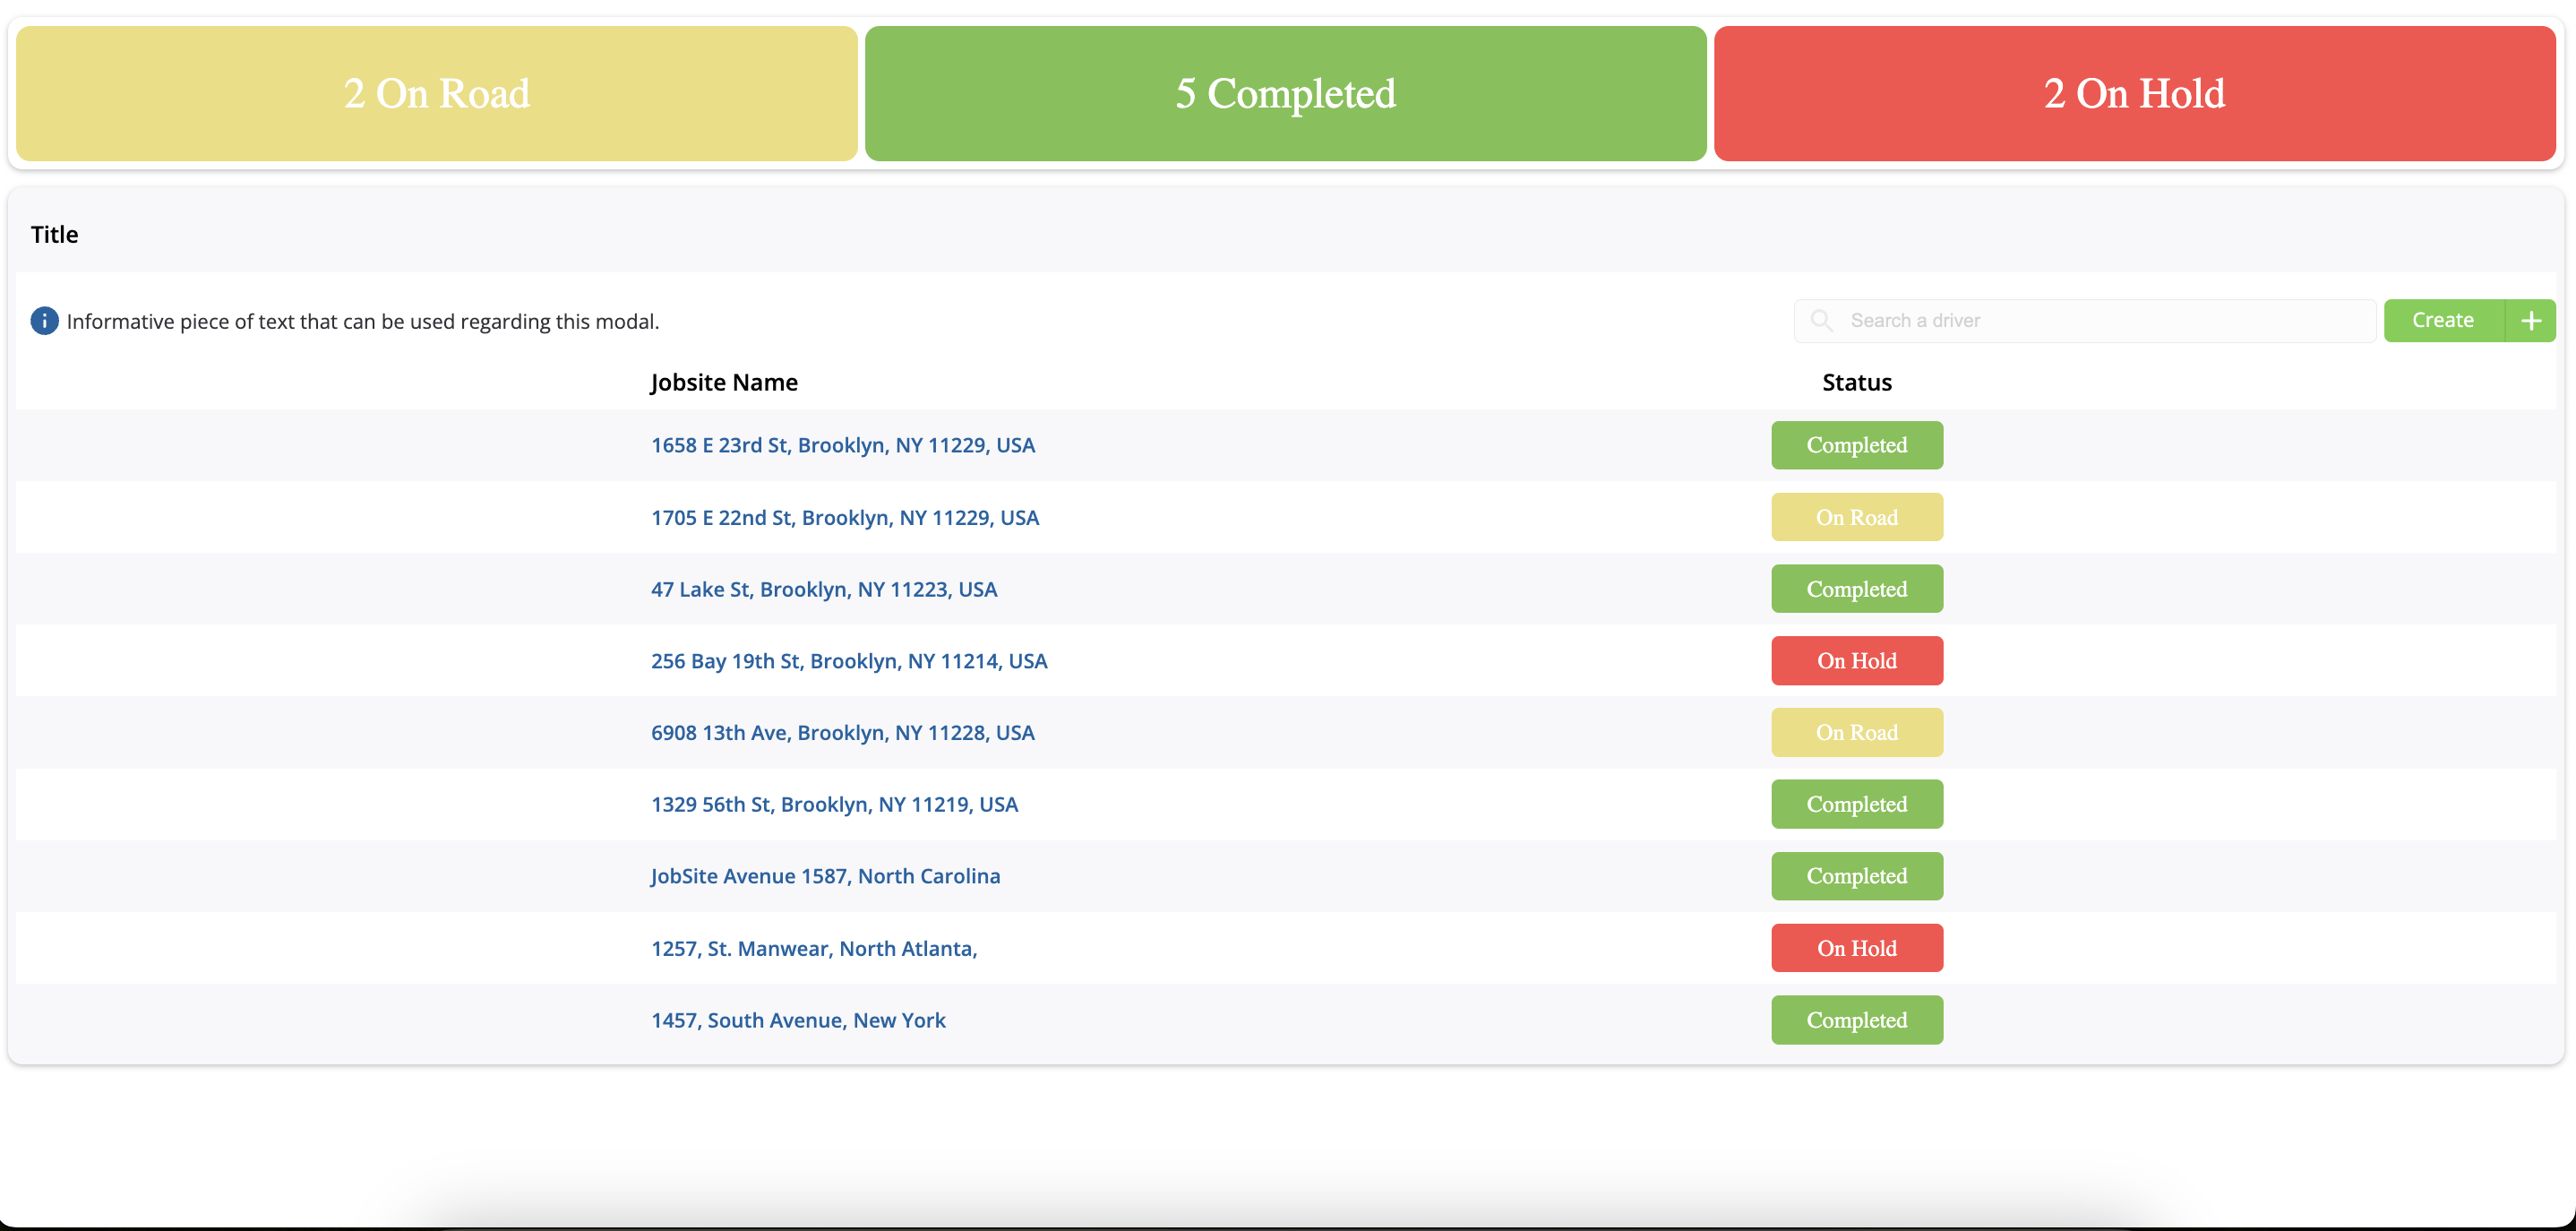 2 On Road
5 Completed
2 On Hold
Title
Informative piece of text that can be used regarding this modal.
Search a driver
Create
Jobsite Name Status
1658 E 23rd St, Brooklyn, NY 11229, USA Completed
1705 E 22nd St, Brooklyn, NY 11229, USA On Road
47 Lake St, Brooklyn, NY 11223, USA Completed
256 Bay 19th St, Brooklyn, NY 11214, USA On Hold
6908 13th Ave, Brooklyn, NY 11228, USA On Road
1329 56th St, Brooklyn, NY 11219, USA Completed
JobSite Avenue 1587, North Carolina Completed
1257, St. Manwear, North Atlanta, On Hold
1457, South Avenue, New York Completed